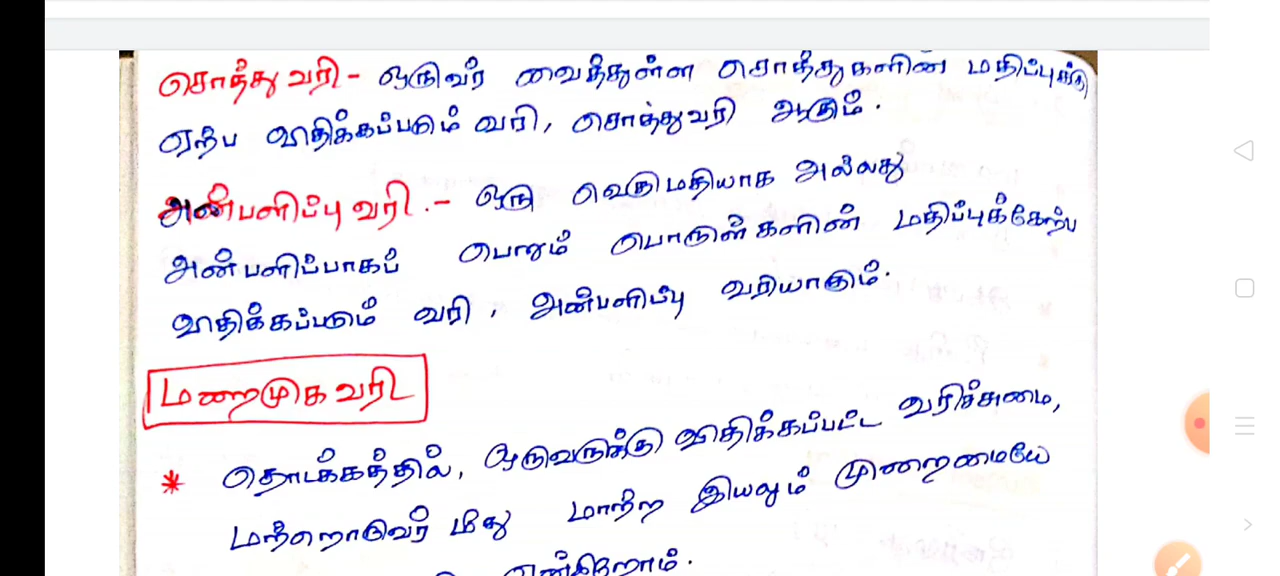 சொத்து வரி - ஒருவர் வைத்துள்ள சொத்துகளின் மதிப்புக்கு
ஏற்ப விதிக்கப்படும் வரி, சொத்துவரி ஆகும்.
அன்பளிப்பு வரி. - ஒரு வெகுமதியாக அல்லது
அன்பளிப்பாகப் பெறும் பொருள்களின் மதிப்புக்கேற்ப
விதிக்கப்படும் வரி, அன்பளிப்பு வரியாகும்.
மறைமுக வரி
* தொடக்கத்தில், ஒருவருக்கு விதிக்கப்பட்ட வரிச்சுமை,
மற்றொருவர் மீது மாற்ற இயலும் முறைமையே
என்கிறோம்.